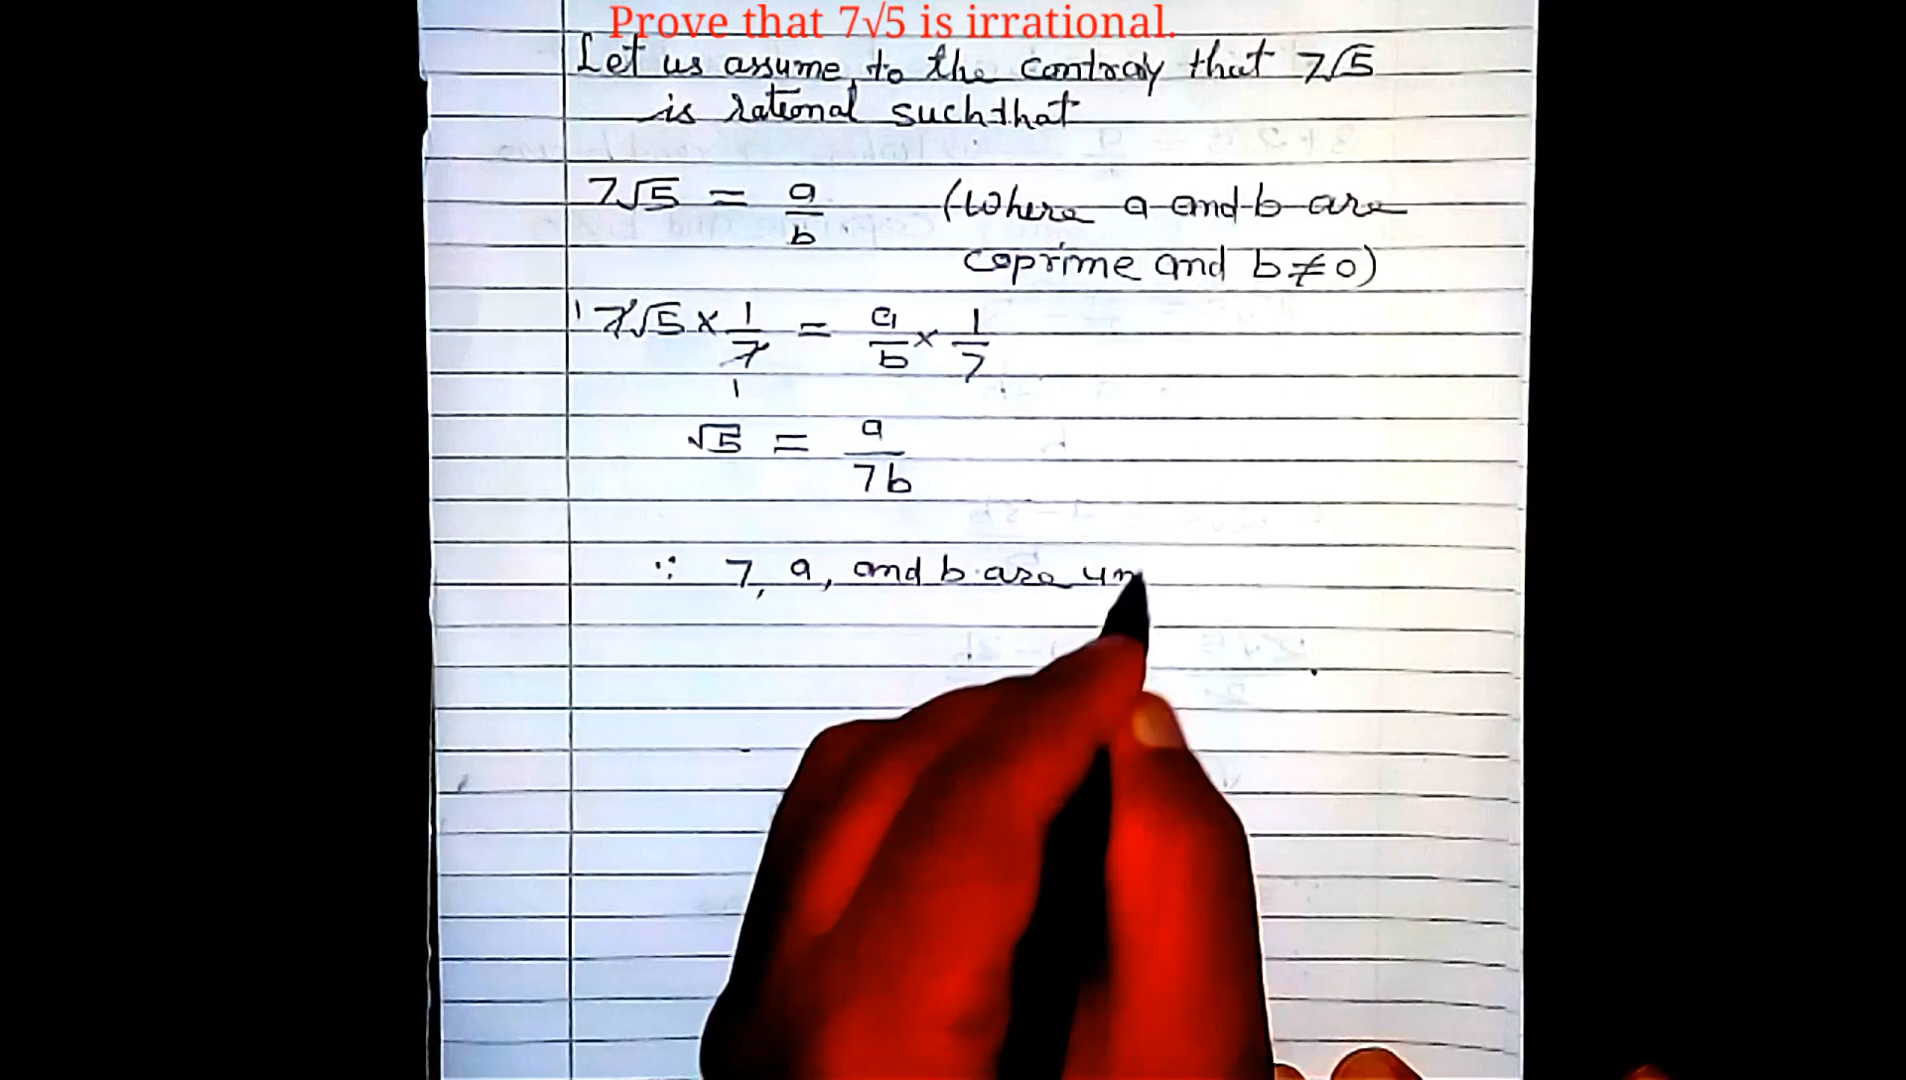 Prove that 7√5 is irrational.
Let us assume, to the contrary that 7√5
is rational such that
7√5 = a/b (Where a and b are
coprime and b ≠ 0)
1 7√5 × 1/7 = a/b × 1/7
1
√5 = a/7b
∵ 7, a, and b are